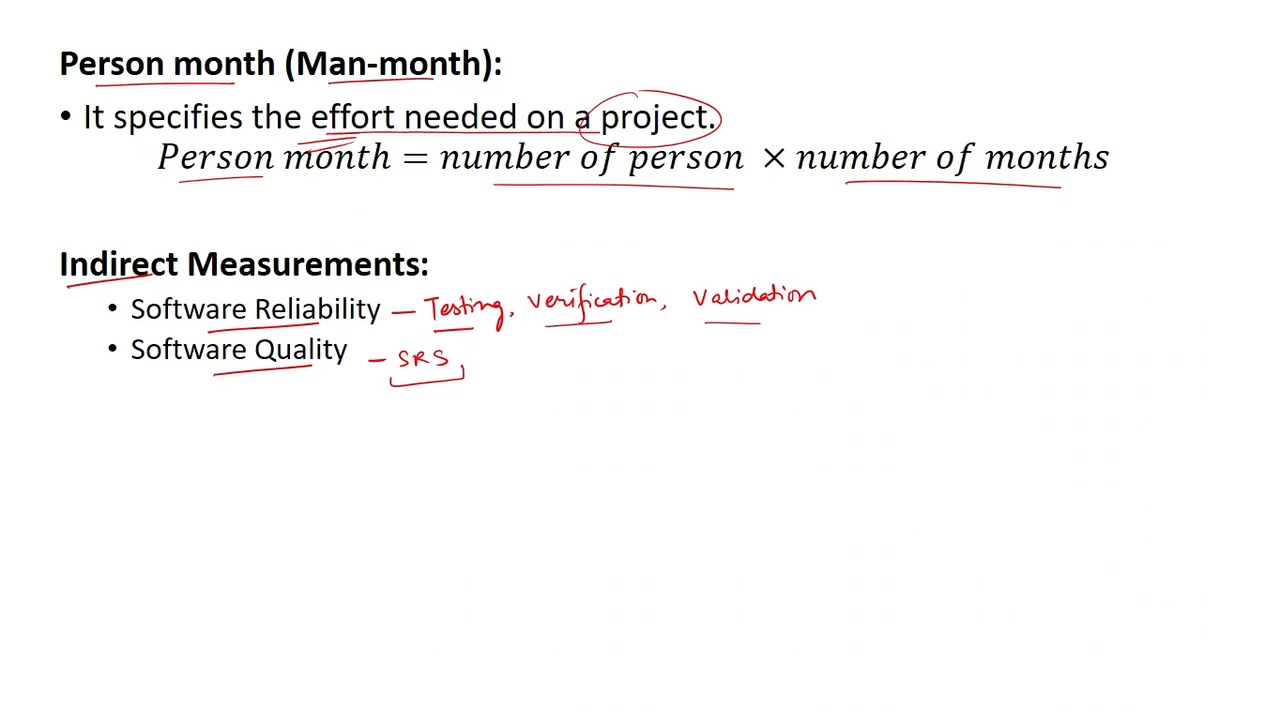 Person month (Man-month):
• It specifies the effort needed on a project.
Person month = number of person × number of months
Indirect Measurements:
• Software Reliability – Testing, Verification, Validation
• Software Quality – SRS